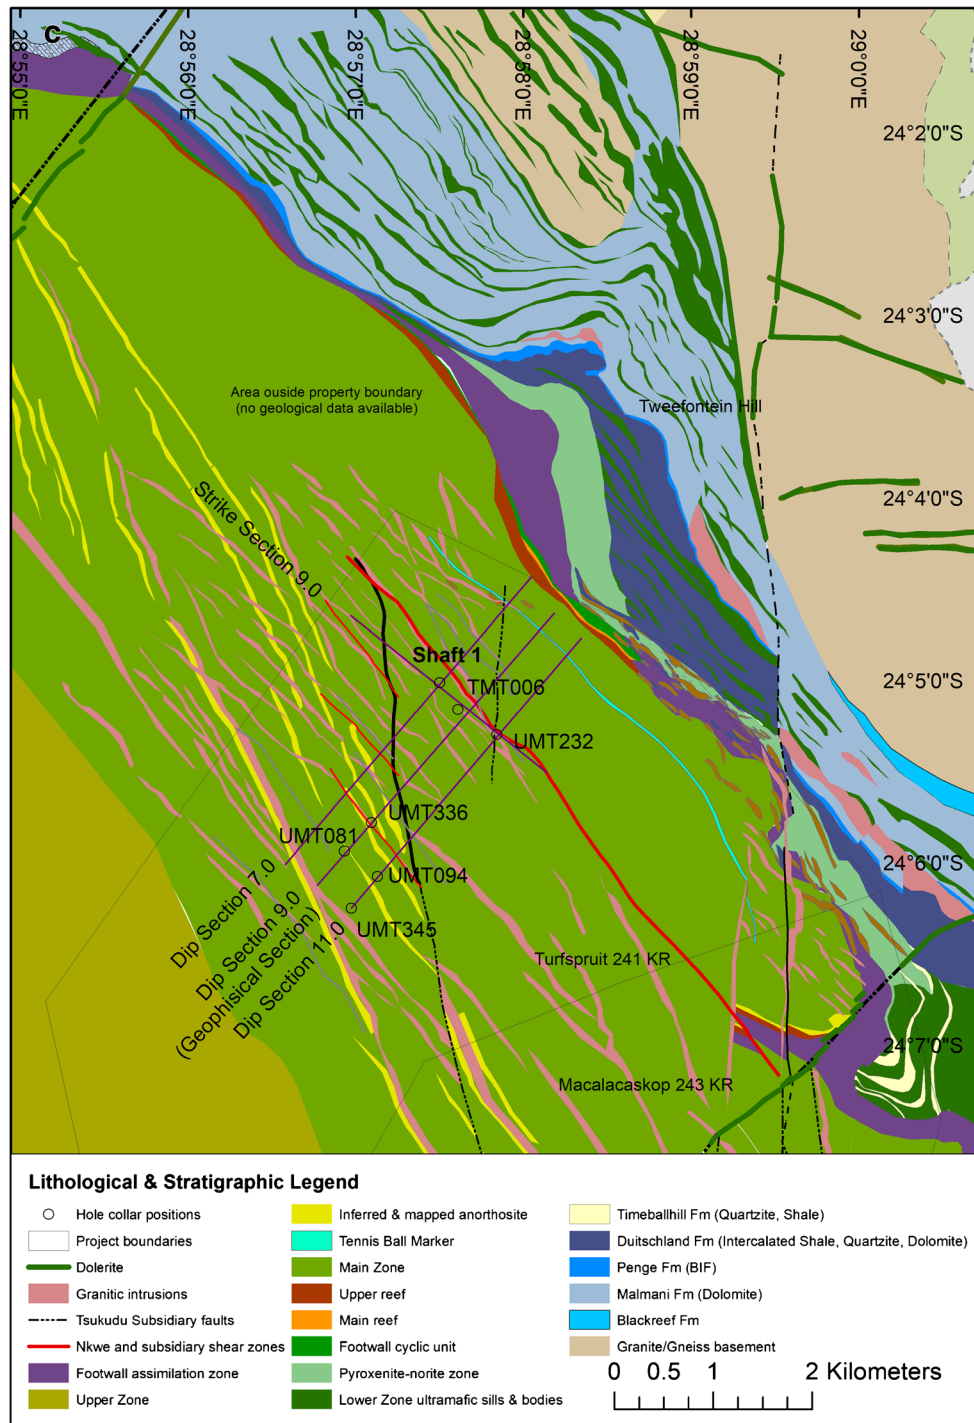 C
28°55'0"E
28°56'0"E
28°57'0"E
28°58'0"E
28°59'0"E
29°0'0"E
24°2'0"S
24°3'0"S
Area ouside property boundary
(no geological data available)
Tweefontein Hill
24°4'0"S
Strike Section 9.0
Shaft 1
24°5'0"S
TMT006
UMT232
UMT336
UMT081
24°6'0"S
UMT094
UMT345
Dip Section 7.0
Dip Section 9.0
(Geophisical Section)
Dip Section 11.0
Turfspruit 241 KR
24°7'0"S
Macalacaskop 243 KR
Lithological & Stratigraphic Legend
Hole collar positions
Project boundaries
Dolerite
Granitic intrusions
Tsukudu Subsidiary faults
Nkwe and subsidiary shear zones
Footwall assimilation zone
Upper Zone
Inferred & mapped anorthosite
Tennis Ball Marker
Main Zone
Upper reef
Main reef
Footwall cyclic unit
Pyroxenite-norite zone
Lower Zone ultramafic sills & bodies
Timeballhill Fm (Quartzite, Shale)
Duitschland Fm (Intercalated Shale, Quartzite, Dolomite)
Penge Fm (BIF)
Malmani Fm (Dolomite)
Blackreef Fm
Granite/Gneiss basement
0 0.5 1 2 Kilometers